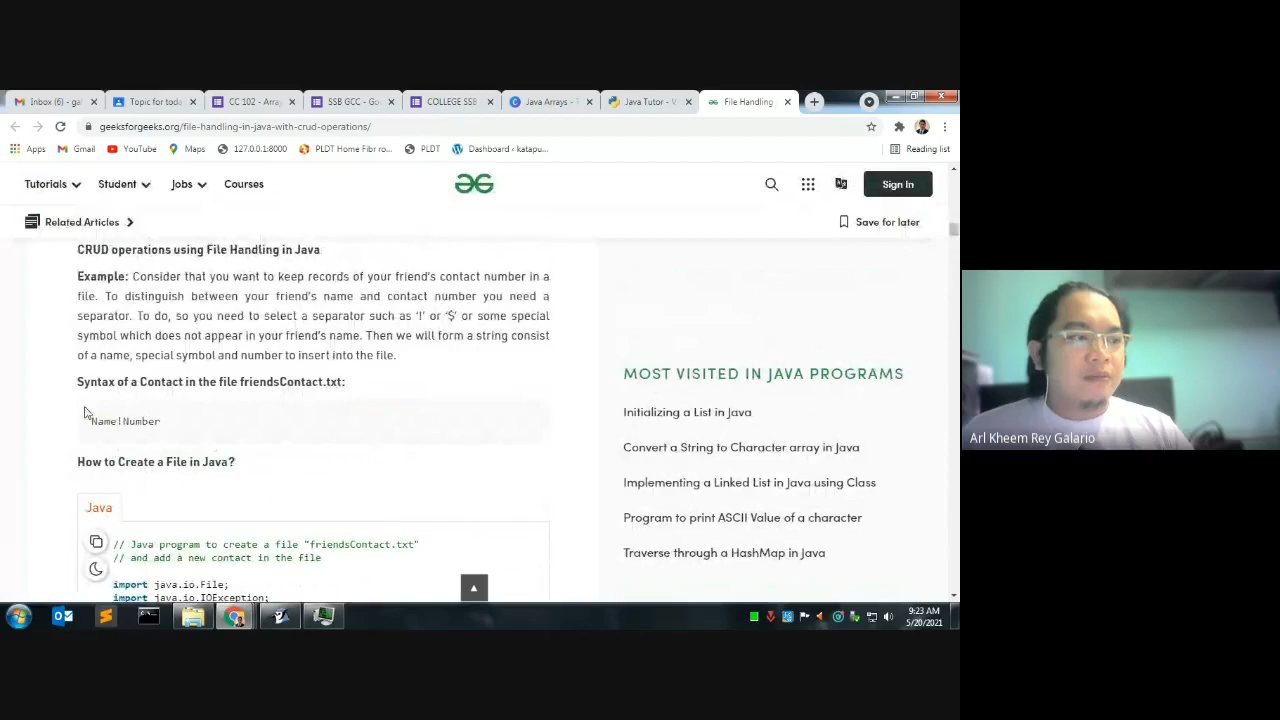 Inbox (6) - ga
Topic for toda
CC 102 - Arra
SSB GCC - Go
COLLEGE SSB
Java Arrays - T
Java Tutor - V
File Handling
geeksforgeeks.org/file-handling-in-java-with-crud-operations/
Apps
Gmail
YouTube
Maps
127.0.0.1:8000
PLDT Home Fibr ro...
PLDT
Dashboard ‹ katapu...
Reading list
Tutorials
Student
Jobs
Courses
Sign In
Related Articles
Save for later
CRUD operations using File Handling in Java
Example: Consider that you want to keep records of your friend's contact number in a
file. To distinguish between your friend's name and contact number you need a
separator. To do, so you need to select a separator such as '!' or '$' or some special
symbol which does not appear in your friend's name. Then we will form a string consist
of a name, special symbol and number to insert into the file.
Syntax of a Contact in the file friendsContact.txt:
Name!Number
How to Create a File in Java?
Java
// Java program to create a file "friendsContact.txt"
// and add a new contact in the file
import java.io.File;
import java.io.IOException;
MOST VISITED IN JAVA PROGRAMS
Initializing a List in Java
Convert a String to Character array in Java
Implementing a Linked List in Java using Class
Program to print ASCII Value of a character
Traverse through a HashMap in Java
Arl Kheem Rey Galario
9:23 AM
5/20/2021